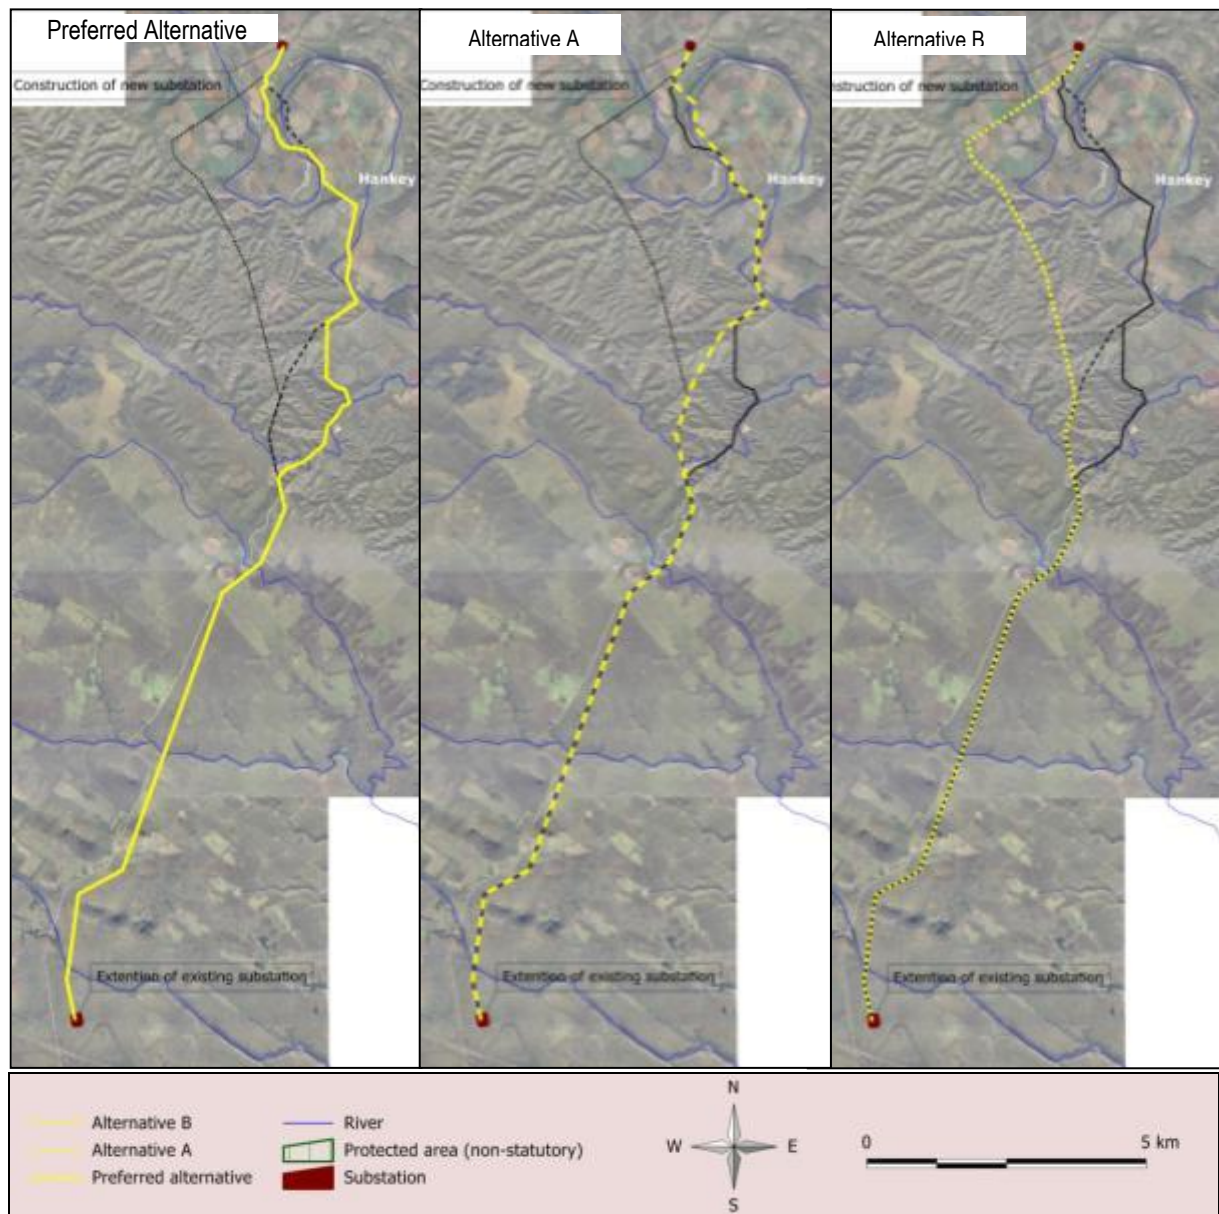 Preferred Alternative
Alternative A
Alternative B
Construction of new substation
Construction of new substation
nstruction of new substation
Hankey
Hankey
Hankey
Extention of existing substation
Extention of existing substation
Extention of existing substation
Alternative B
Alternative A
Preferred alternative
River
Protected area (non-statutory)
Substation
N
W E
S
0 5 km